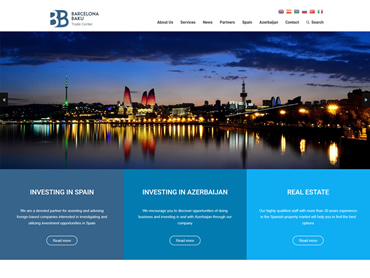 BB
BARCELONA
BAKU
Trade Center
About Us Services News Partners Spain Azerbaijan Contact Search
INVESTING IN SPAIN
We are a devoted partner for assisting and advising
foreign-based companies interested in investigating and
utilizing investment opportunities in Spain.
Read more
INVESTING IN AZERBAIJAN
We encourage you to discover opportunities of doing
business and investing in and with Azerbaijan through our
company.
Read more
REAL ESTATE
Our highly qualified staff with more than 30 years experience
in the Spanish property market will help you to find the best
options
Read more